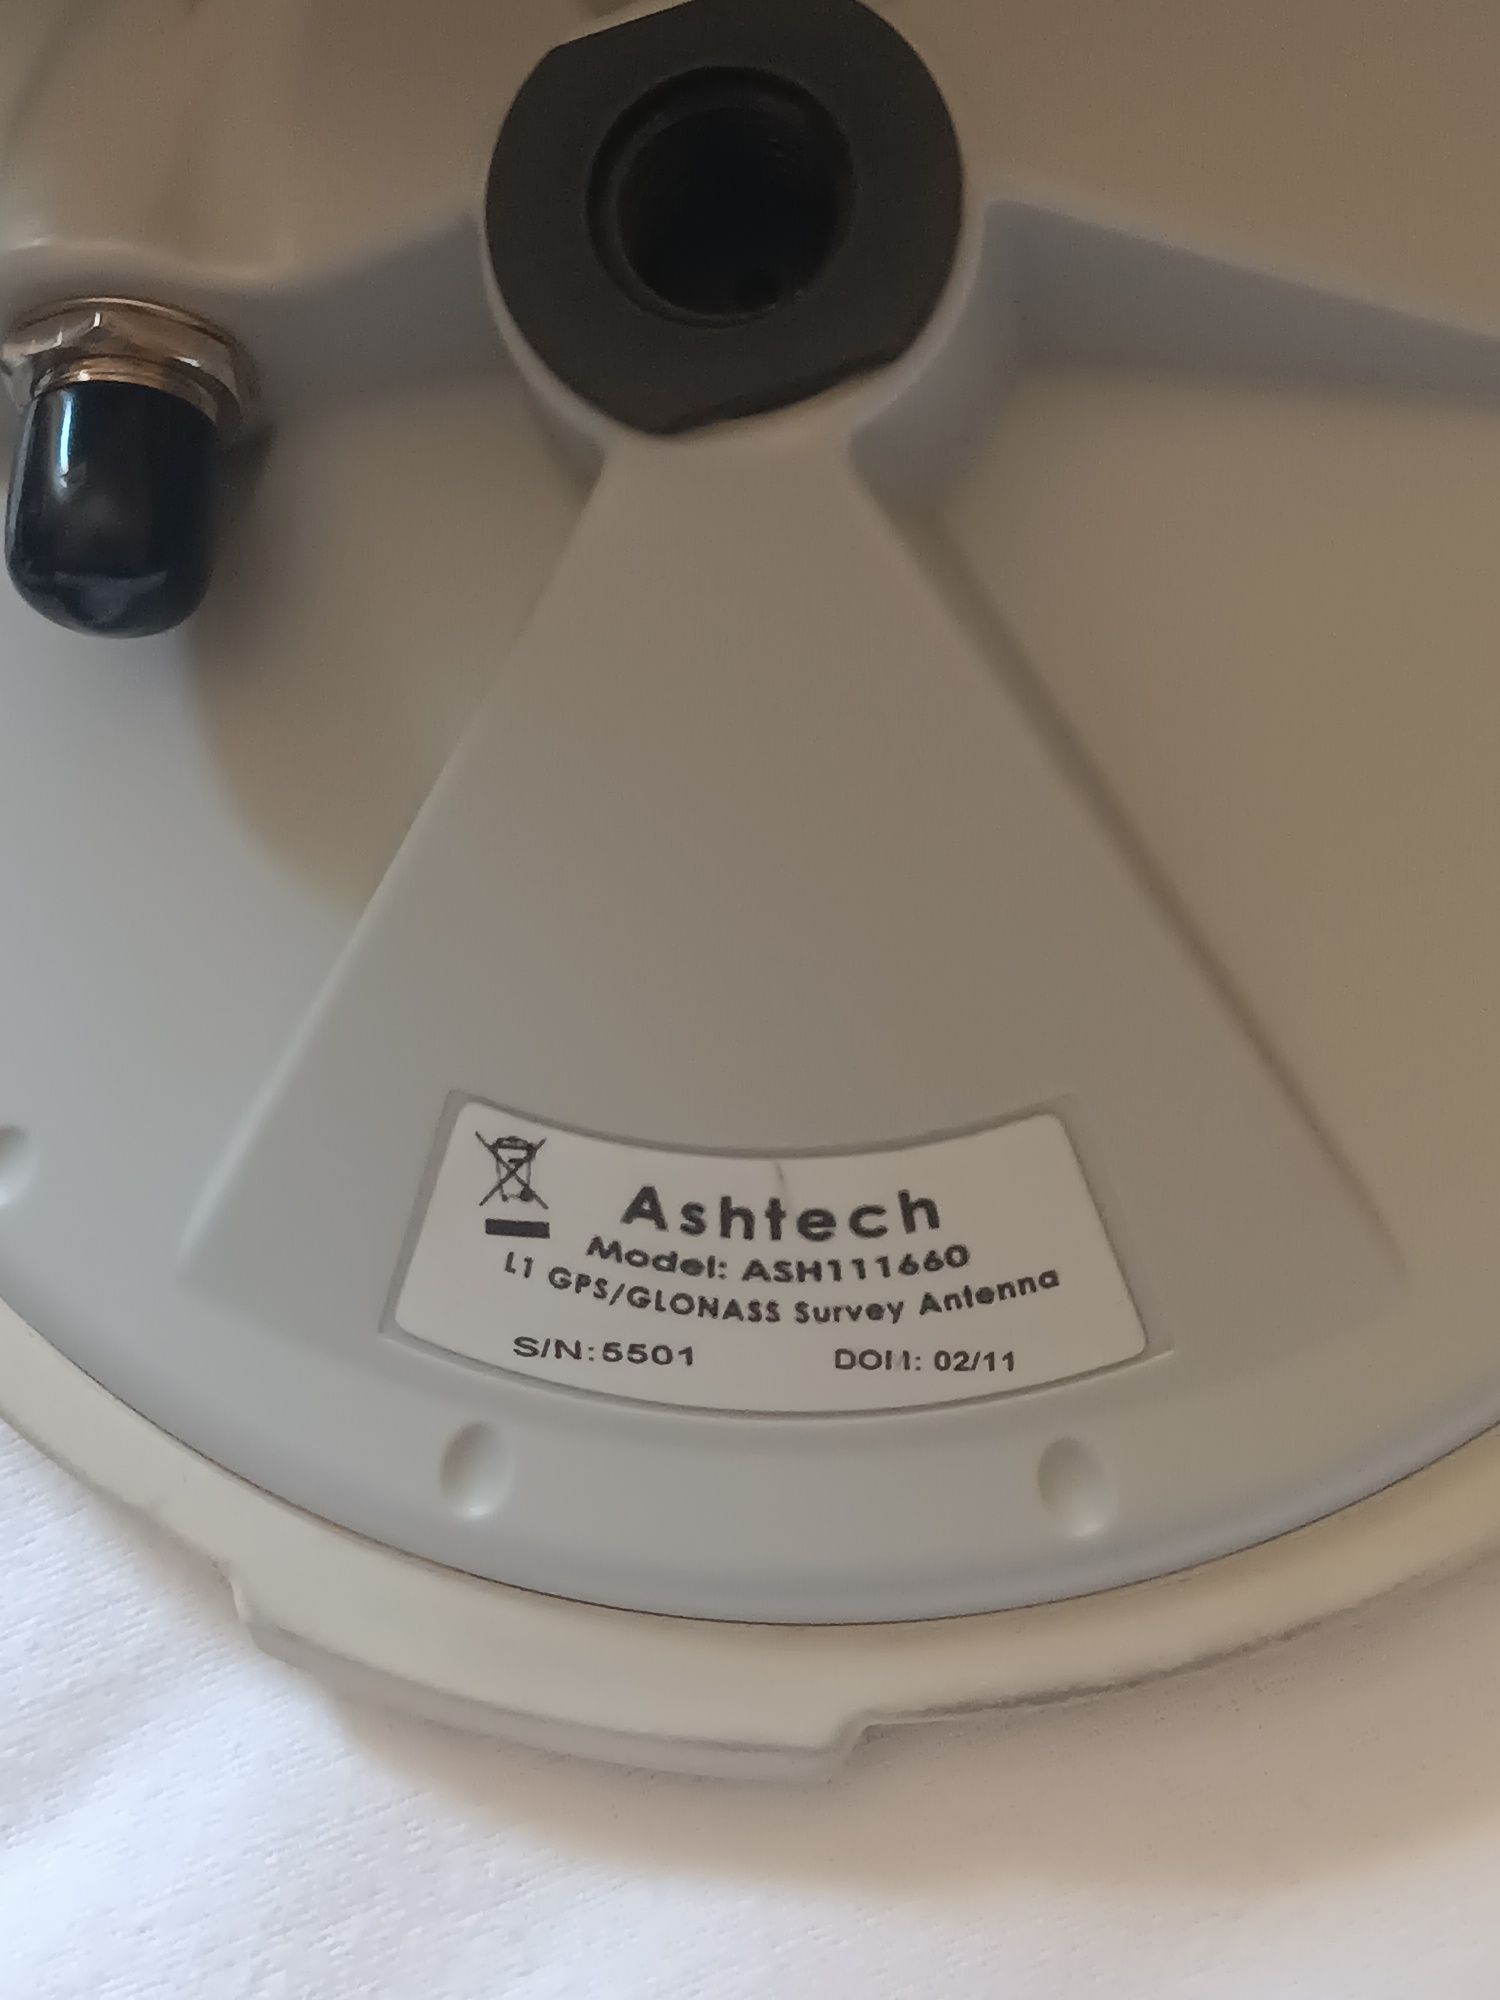 Ashtech
Model: ASH111660
L1 GPS/GLONASS Survey Antenna
S/N:5501 DOM: 02/11